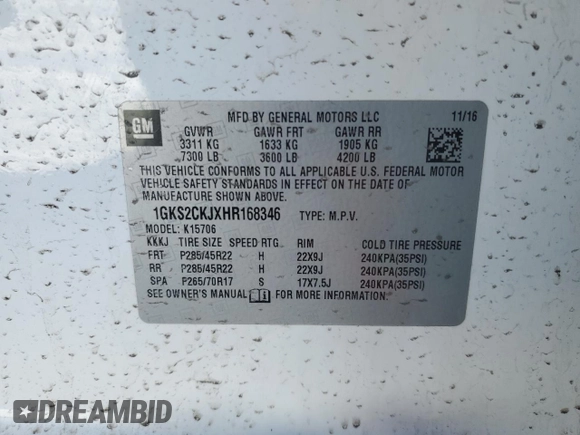 GM
MFD BY GENERAL MOTORS LLC 11/16
GVWR GAWR FRT GAWR RR
3311 KG 1633 KG 1905 KG
7300 LB 3600 LB 4200 LB
THIS VEHICLE CONFORMS TO ALL APPLICABLE U.S. FEDERAL MOTOR
VEHICLE SAFETY STANDARDS IN EFFECT ON THE DATE OF
MANUFACTURE SHOWN ABOVE.
1GKS2CKJXHR168346 TYPE: M.P.V.
MODEL: K15706
KKKJ TIRE SIZE SPEED RTG RIM COLD TIRE PRESSURE
FRT P285/45R22 H 22X9J 240KPA(35PSI)
RR P285/45R22 H 22X9J 240KPA(35PSI)
SPA P265/70R17 S 17X7.5J 240KPA(35PSI)
SEE OWNER'S MANUAL FOR MORE INFORMATION.
DREAMBID